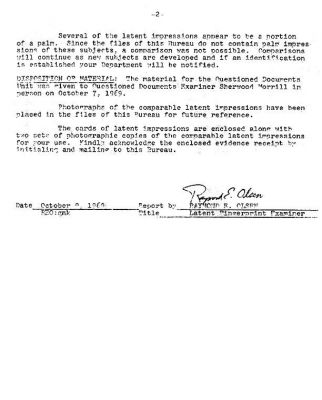 -2-
Several of the latent impressions appear to be a portion
of a palm. Since the files of this Bureau do not contain palm impres-
sions of these subjects, a comparison was not possible. Comparisons
will continue as new subjects are developed and if an identification
is established your Department will be notified.
DISPOSITION OF MATERIAL: The material for the Questioned Documents
Unit was given to Questioned Documents Examiner Sherwood Morrill in
person on October 7, 1969.
Photographs of the comparable latent impressions have been
placed in the files of this Bureau for future reference.
The cards of latent impressions are enclosed along with
two sets of photographic copies of the comparable latent impressions
for your use. Kindly acknowledge the enclosed evidence receipt by
initialing and mailing to this Bureau.
Raymond E. Olsen
Date October 1969 Report by RAYMOND E. OLSEN
REO: Title Latent Fingerprint Examiner